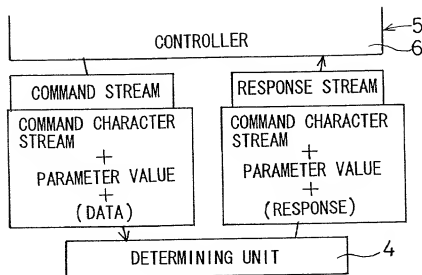 CONTROLLER
5
6
COMMAND STREAM
COMMAND CHARACTER
STREAM
+
PARAMETER VALUE
+
(DATA)
RESPONSE STREAM
COMMAND CHARACTER
STREAM
+
PARAMETER VALUE
+
(RESPONSE)
DETERMINING UNIT
4